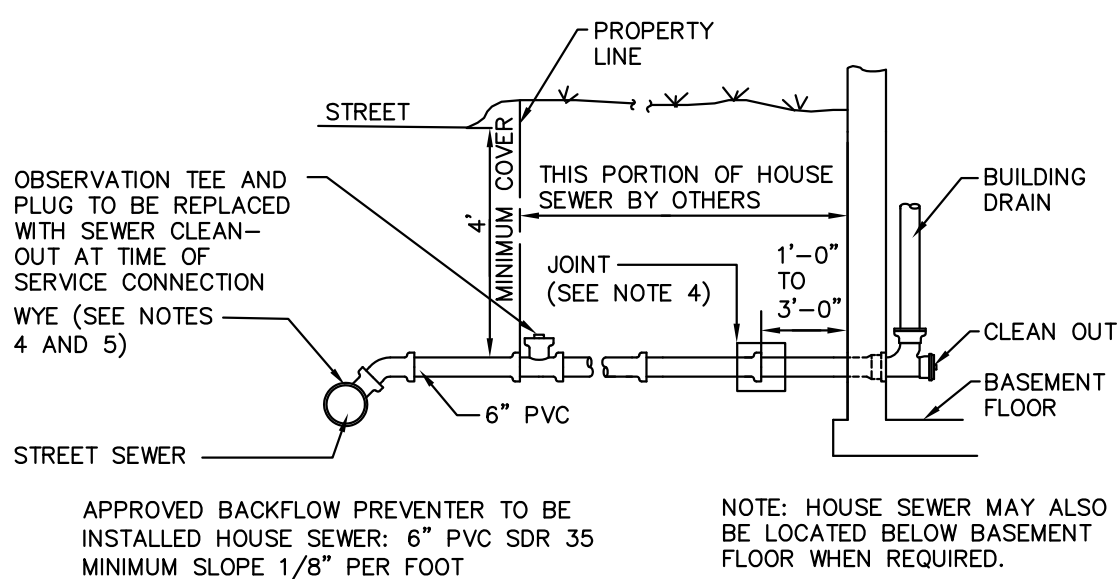 PROPERTY
LINE
STREET
4'
MINIMUM COVER
OBSERVATION TEE AND
PLUG TO BE REPLACED
WITH SEWER CLEAN-
OUT AT TIME OF
SERVICE CONNECTION
THIS PORTION OF HOUSE
SEWER BY OTHERS
BUILDING
DRAIN
JOINT
(SEE NOTE 4)
1'-0"
TO
3'-0"
WYE (SEE NOTES
4 AND 5)
CLEAN OUT
BASEMENT
FLOOR
6" PVC
STREET SEWER
APPROVED BACKFLOW PREVENTER TO BE
INSTALLED HOUSE SEWER: 6" PVC SDR 35
MINIMUM SLOPE 1/8" PER FOOT
NOTE: HOUSE SEWER MAY ALSO
BE LOCATED BELOW BASEMENT
FLOOR WHEN REQUIRED.